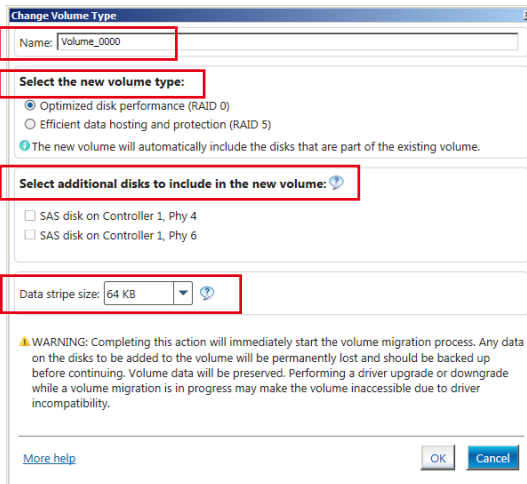 Change Volume Type
Name: Volume_0000
Select the new volume type:
Optimized disk performance (RAID 0)
Efficient data hosting and protection (RAID 5)
The new volume will automatically include the disks that are part of the existing volume.
Select additional disks to include in the new volume:
SAS disk on Controller 1, Phy 4
SAS disk on Controller 1, Phy 6
Data stripe size: 64 KB
WARNING: Completing this action will immediately start the volume migration process. Any data
on the disks to be added to the volume will be permanently lost and should be backed up
before continuing. Volume data will be preserved. Performing a driver upgrade or downgrade
while a volume migration is in progress may make the volume inaccessible due to driver
incompatibility.
More help
OK
Cancel